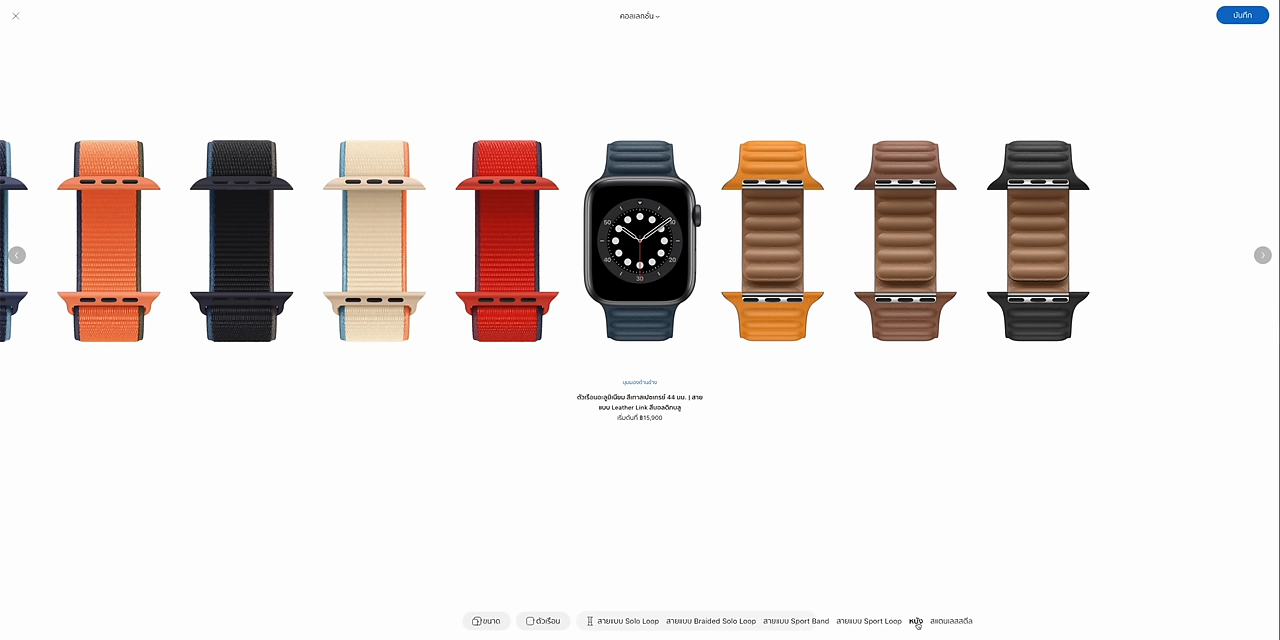 คอลเลกชั่น
บันทึก
มุมมองด้านข้าง
ตัวเรือนอะลูมิเนียม สีเทาสเปซเกรย์ 44 มม. | สาย
แบบ Leather Link สีบอลติกบลู
เริ่มต้นที่ ฿15,900
ขนาด
ตัวเรือน
สายแบบ Solo Loop
สายแบบ Braided Solo Loop
สายแบบ Sport Band
สายแบบ Sport Loop
หนัง
สแตนเลสสตีล